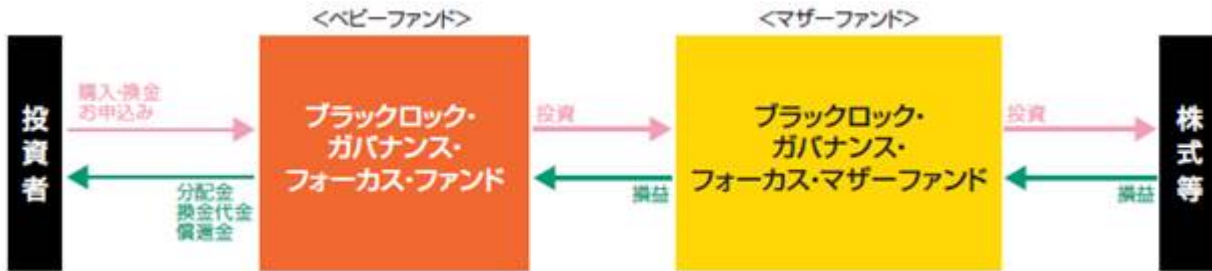 <ベビーファンド>
<マザーファンド>
投資者
購入・換金
お申込み
分配金
換金代金
償還金
ブラックロック・
ガバナンス・
フォーカス・ファンド
投資
損益
ブラックロック・
ガバナンス・
フォーカス・マザーファンド
投資
損益
株式等